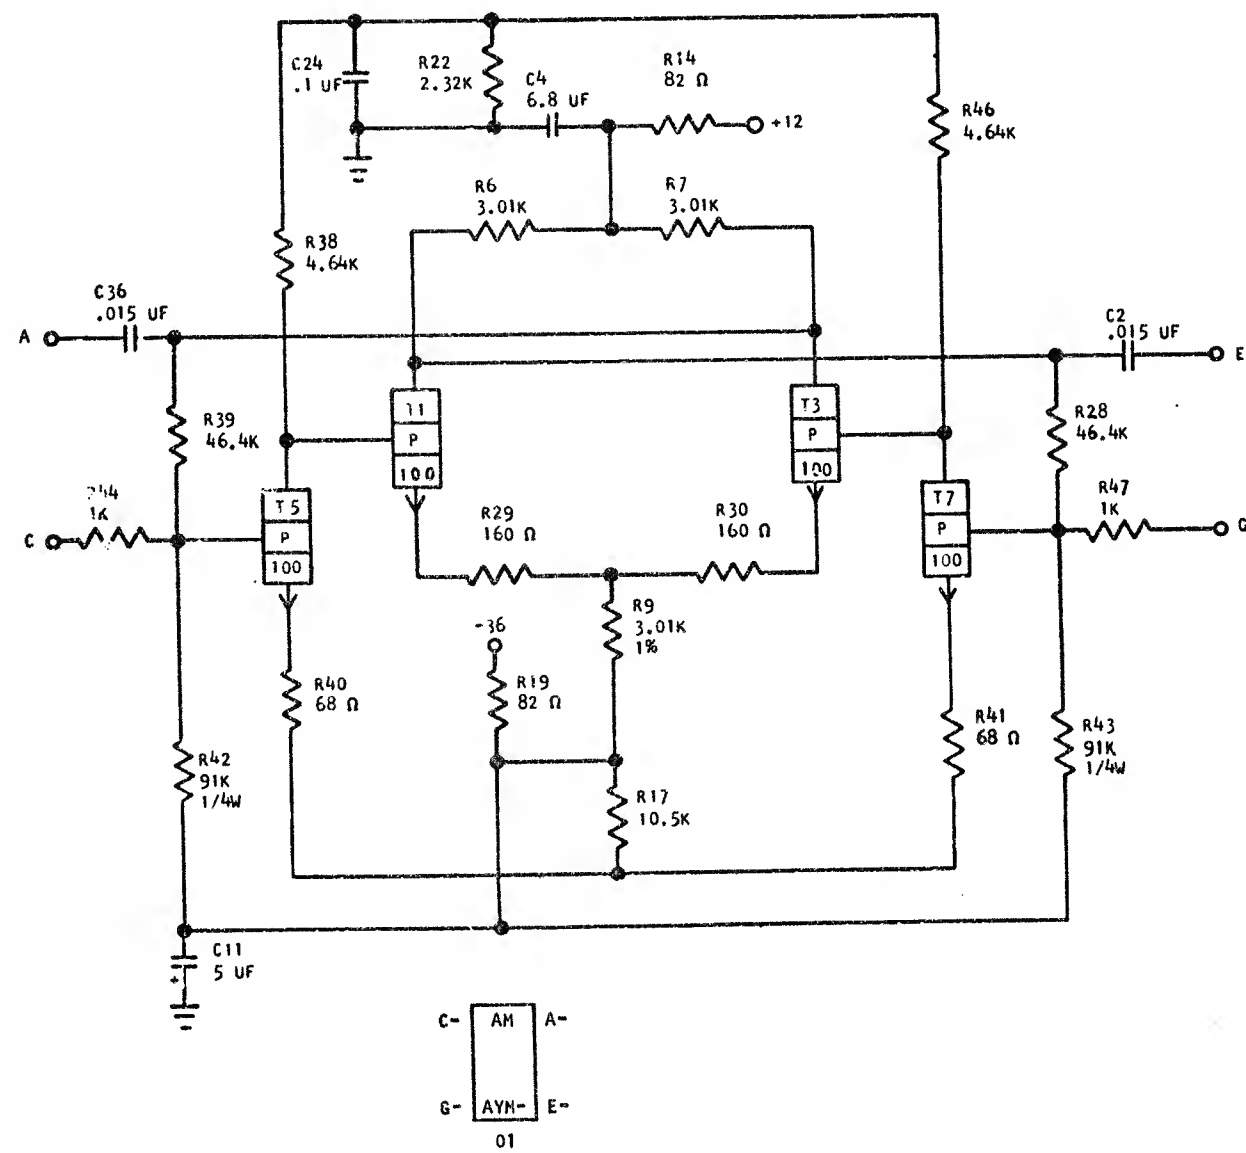 C24
.1 UF
R22
2.32K
C4
6.8 UF
R14
82 Ω
+12
R46
4.64K
R6
3.01K
R7
3.01K
R38
4.64K
C36
.015 UF
A
C2
.015 UF
E
T1
P
100
T3
P
100
R39
46.4K
R28
46.4K
1K
C
T5
P
100
R29
160 Ω
R30
160 Ω
T7
P
100
R47
1K
G
R9
3.01K
1%
-36
R19
82 Ω
R40
68 Ω
R41
68 Ω
R43
91K
1/4W
R42
91K
1/4W
R17
10.5K
C11
5 UF
+
C- AM A-
G- AYM- E-
01